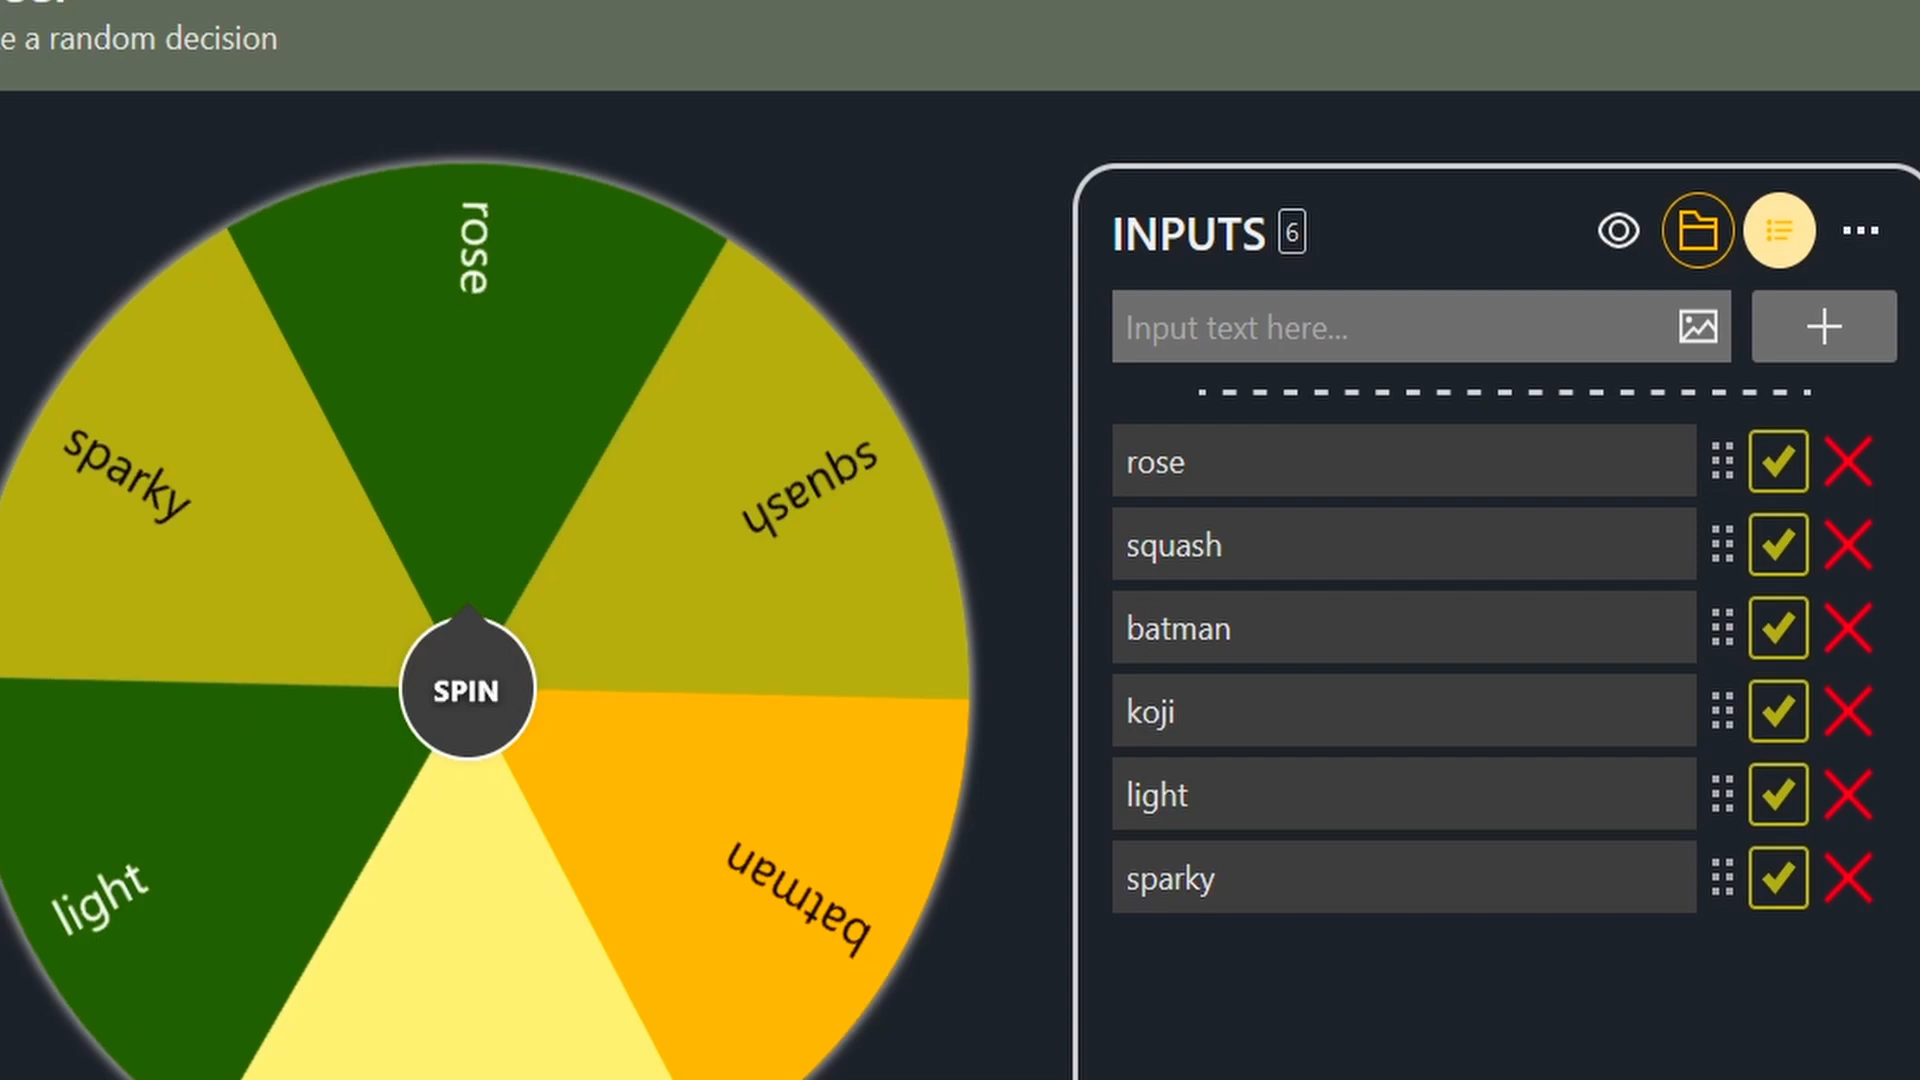 e a random decision
rose
sparky
squash
SPIN
light
batman
INPUTS 6
Input text here...
rose
squash
batman
koji
light
sparky